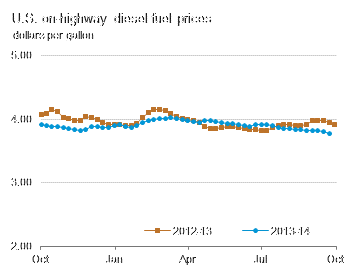 U.S. on-highway diesel fuel prices
dollars per gallon
5.00
4.00
3.00
2.00
Oct Jan Apr Jul Oct
2012-13 2013-14